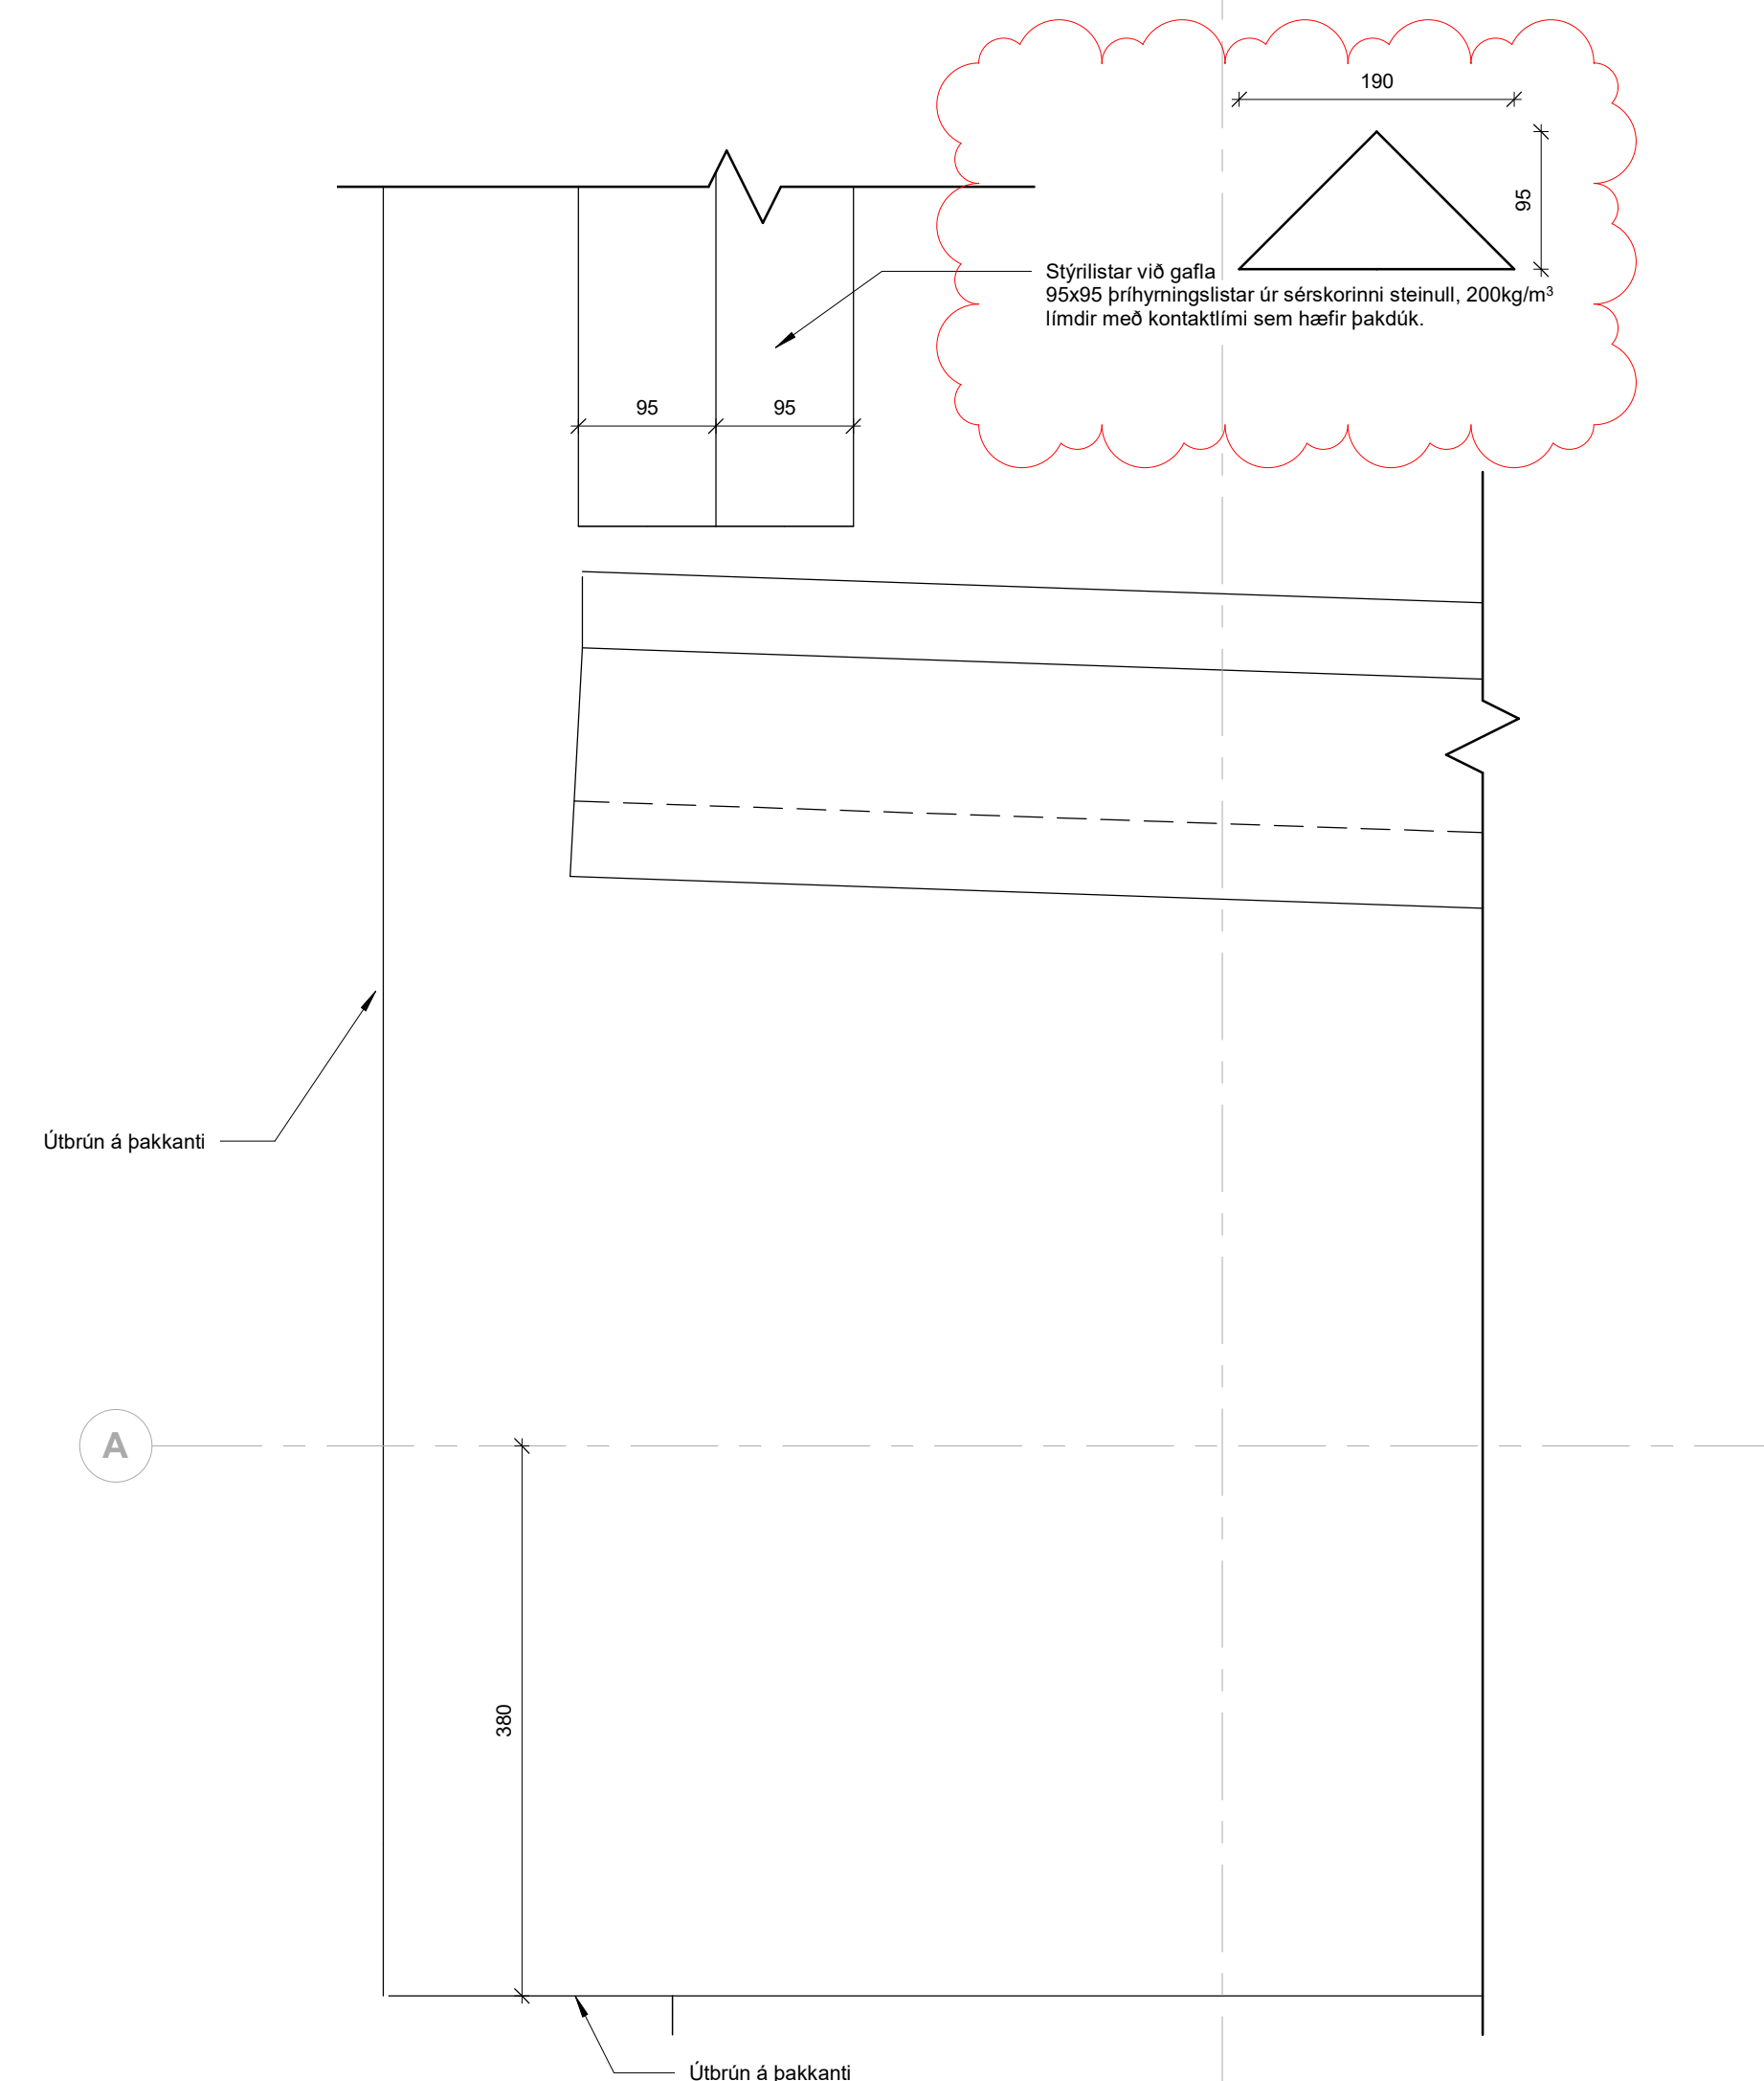 190
95
Stýrilistar við gafla
95x95 þríhyrningslistar úr sérskorinni steinull, 200kg/m³
límdir með kontaktlími sem hæfir þakdúk.
95
95
Útbrún á þakkanti
A
380
Útbrún á þakkanti